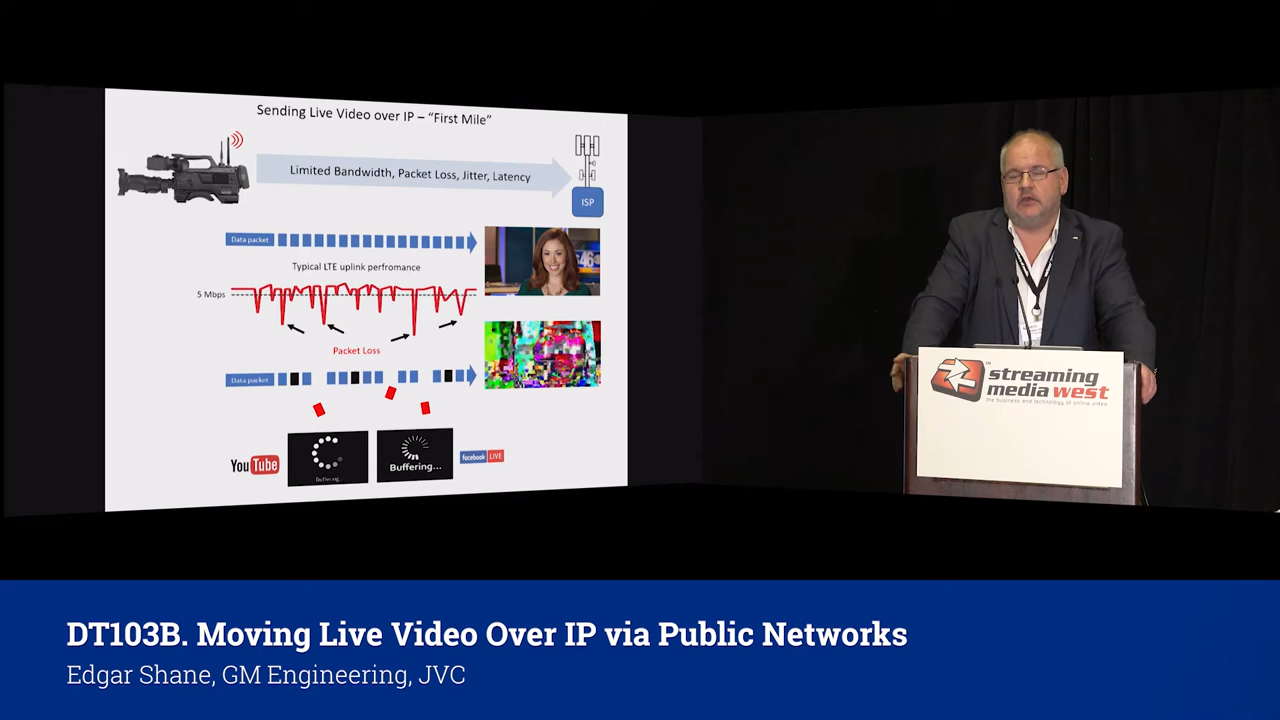 Sending Live Video over IP – “First Mile”
Limited Bandwidth, Packet Loss, Jitter, Latency
ISP
Data packet
Typical LTE uplink perfromance
5 Mbps
Packet Loss
Data packet
YouTube
Buffering...
Buffering...
facebook LIVE
46
streaming
media west
the business and technology of online video
DT103B. Moving Live Video Over IP via Public Networks
Edgar Shane, GM Engineering, JVC